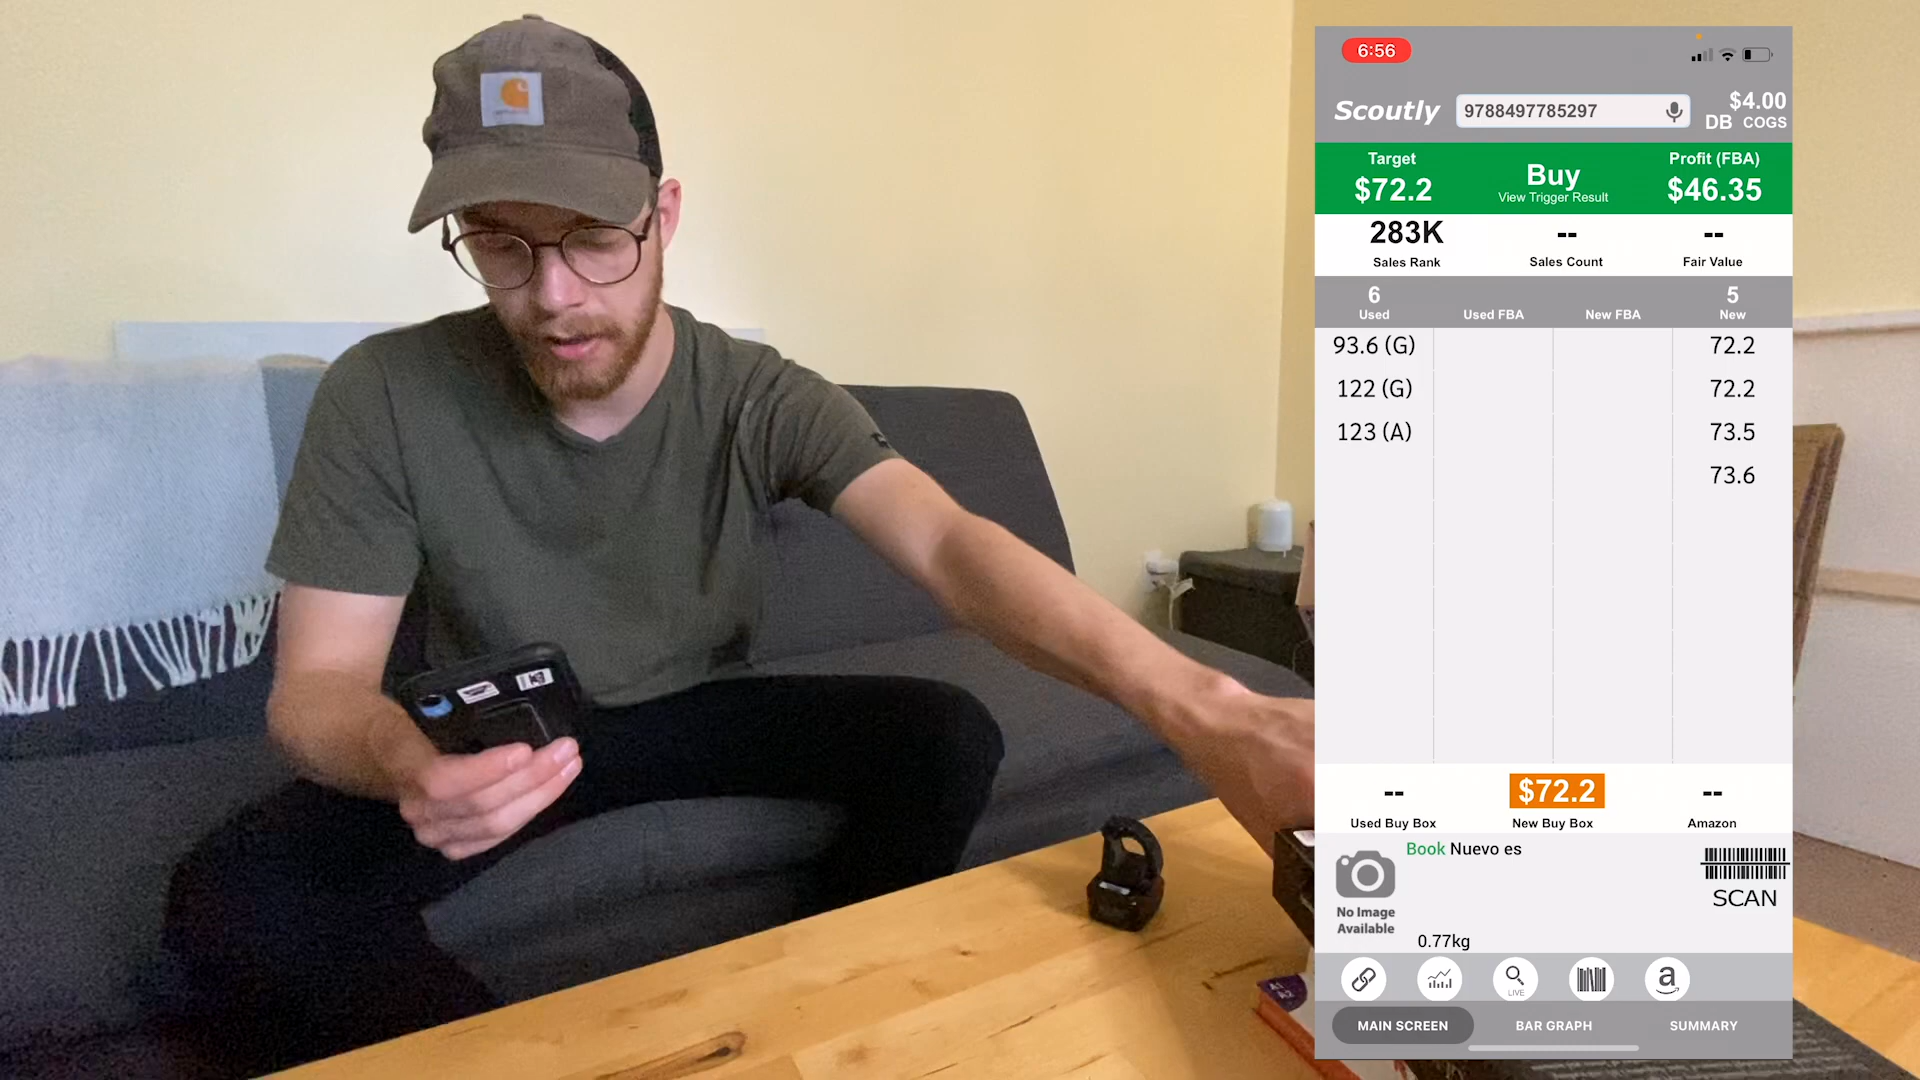 6:56
Scoutly
9788497785297
$4.00
DB COGS
Target
$72.2
Buy
View Trigger Result
Profit (FBA)
$46.35
283K
Sales Rank
--
Sales Count
--
Fair Value
6
Used
Used FBA
New FBA
5
New
93.6 (G)
72.2
122 (G)
72.2
123 (A)
73.5
73.6
--
Used Buy Box
$72.2
New Buy Box
--
Amazon
No Image
Available
Book Nuevo es
0.77kg
SCAN
LIVE
a
MAIN SCREEN
BAR GRAPH
SUMMARY
A1
A2